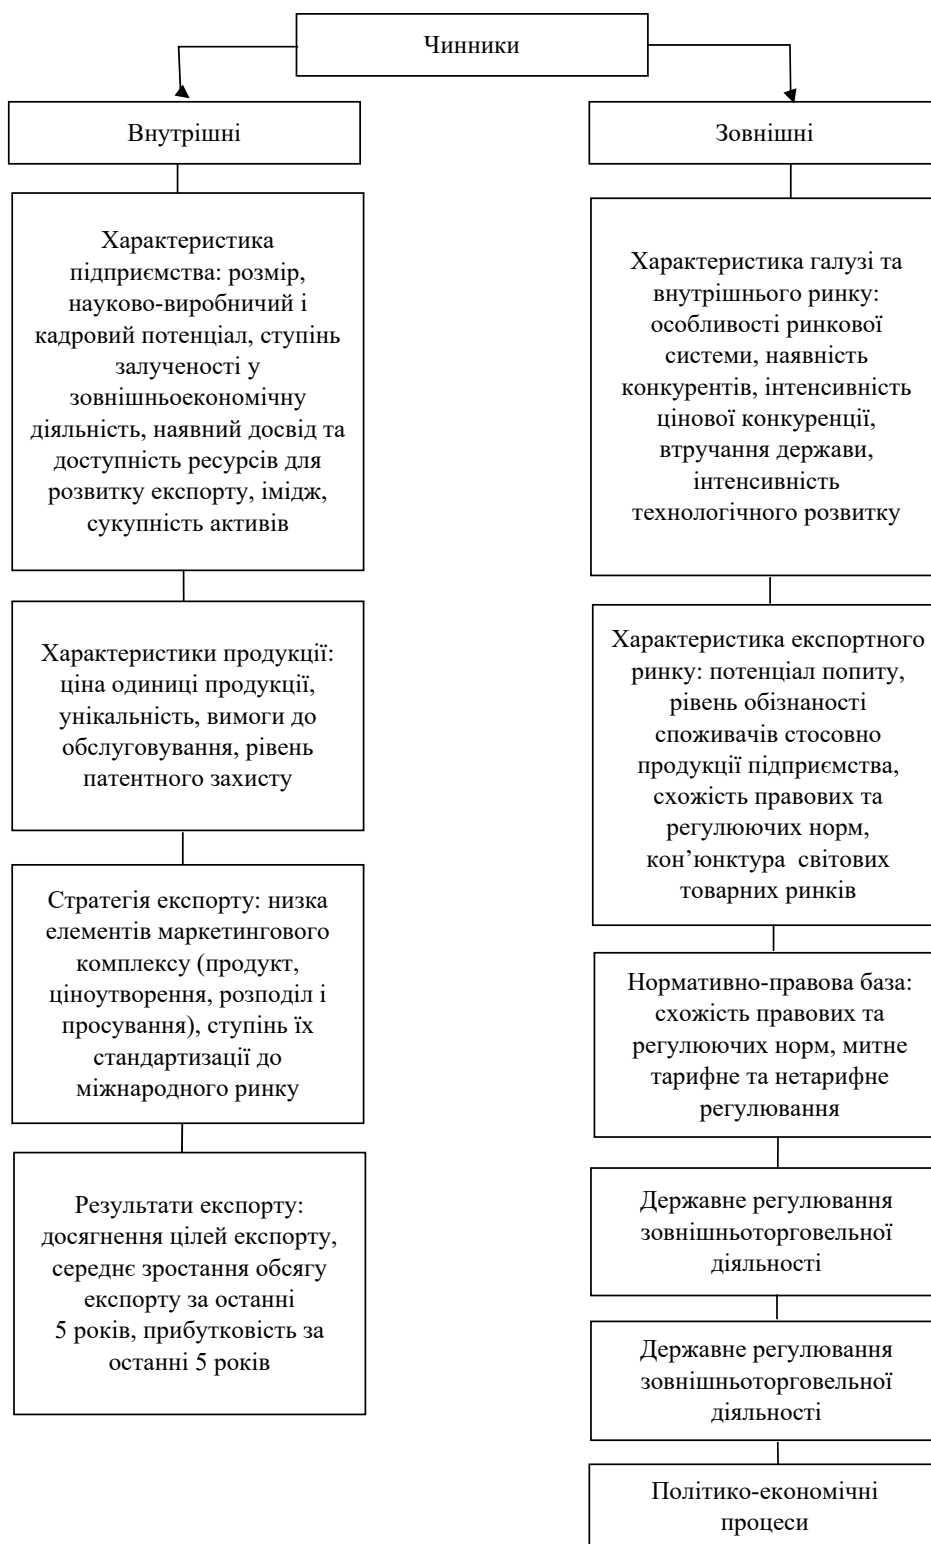 Чинники
Внутрішні
Характеристика
підприємства: розмір,
науково-виробничий і
кадровий потенціал, ступінь
залученості у
зовнішньоекономічну
діяльність, наявний досвід та
доступність ресурсів для
розвитку експорту, імідж,
сукупність активів
Характеристики продукції:
ціна одиниці продукції,
унікальність, вимоги до
обслуговування, рівень
патентного захисту
Стратегія експорту: низка
елементів маркетингового
комплексу (продукт,
ціноутворення, розподіл і
просування), ступінь їх
стандартизації до
міжнародного ринку
Результати експорту:
досягнення цілей експорту,
середнє зростання обсягу
експорту за останні
5 років, прибутковість за
останні 5 років
Зовнішні
Характеристика галузі та
внутрішнього ринку:
особливості ринкової
системи, наявність
конкурентів, інтенсивність
цінової конкуренції,
втручання держави,
інтенсивність
технологічного розвитку
Характеристика експортного
ринку: потенціал попиту,
рівень обізнаності
споживачів стосовно
продукції підприємства,
схожість правових та
регулюючих норм,
кон’юнктура світових
товарних ринків
Нормативно-правова база:
схожість правових та
регулюючих норм, митне
тарифне та нетарифне
регулювання
Державне регулювання
зовнішньоторговельної
діяльності
Державне регулювання
зовнішньоторговельної
діяльності
Політико-економічні
процеси